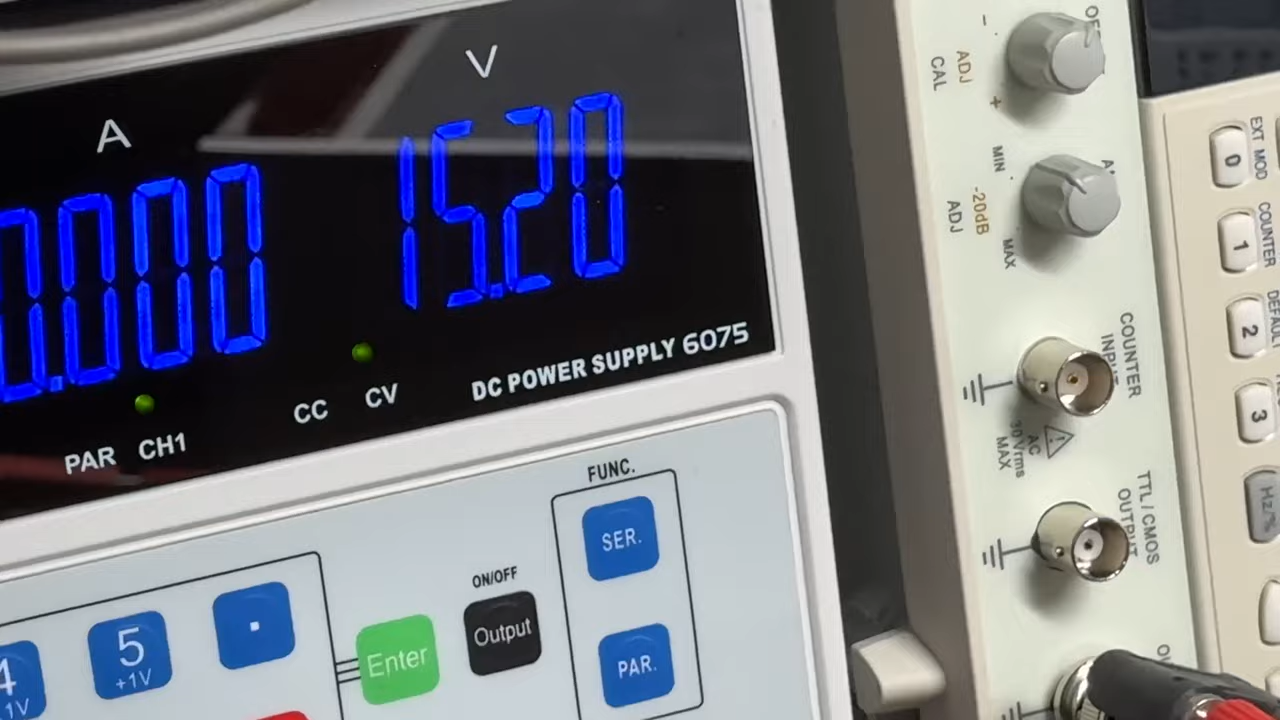 A
V
0.000
15.20
PAR
CH1
CC
CV
DC POWER SUPPLY 6075
FUNC.
SER.
PAR.
ON/OFF
Output
Enter
4
5
+1V
.
ADJ
CAL
-
+
MIN
MAX
-20dB
ADJ
COUNTER
INPUT
AC
30Vrms
MAX
TTL/CMOS
OUTPUT
EXT MOD
0
COUNTER
1
2
3
Hz/%